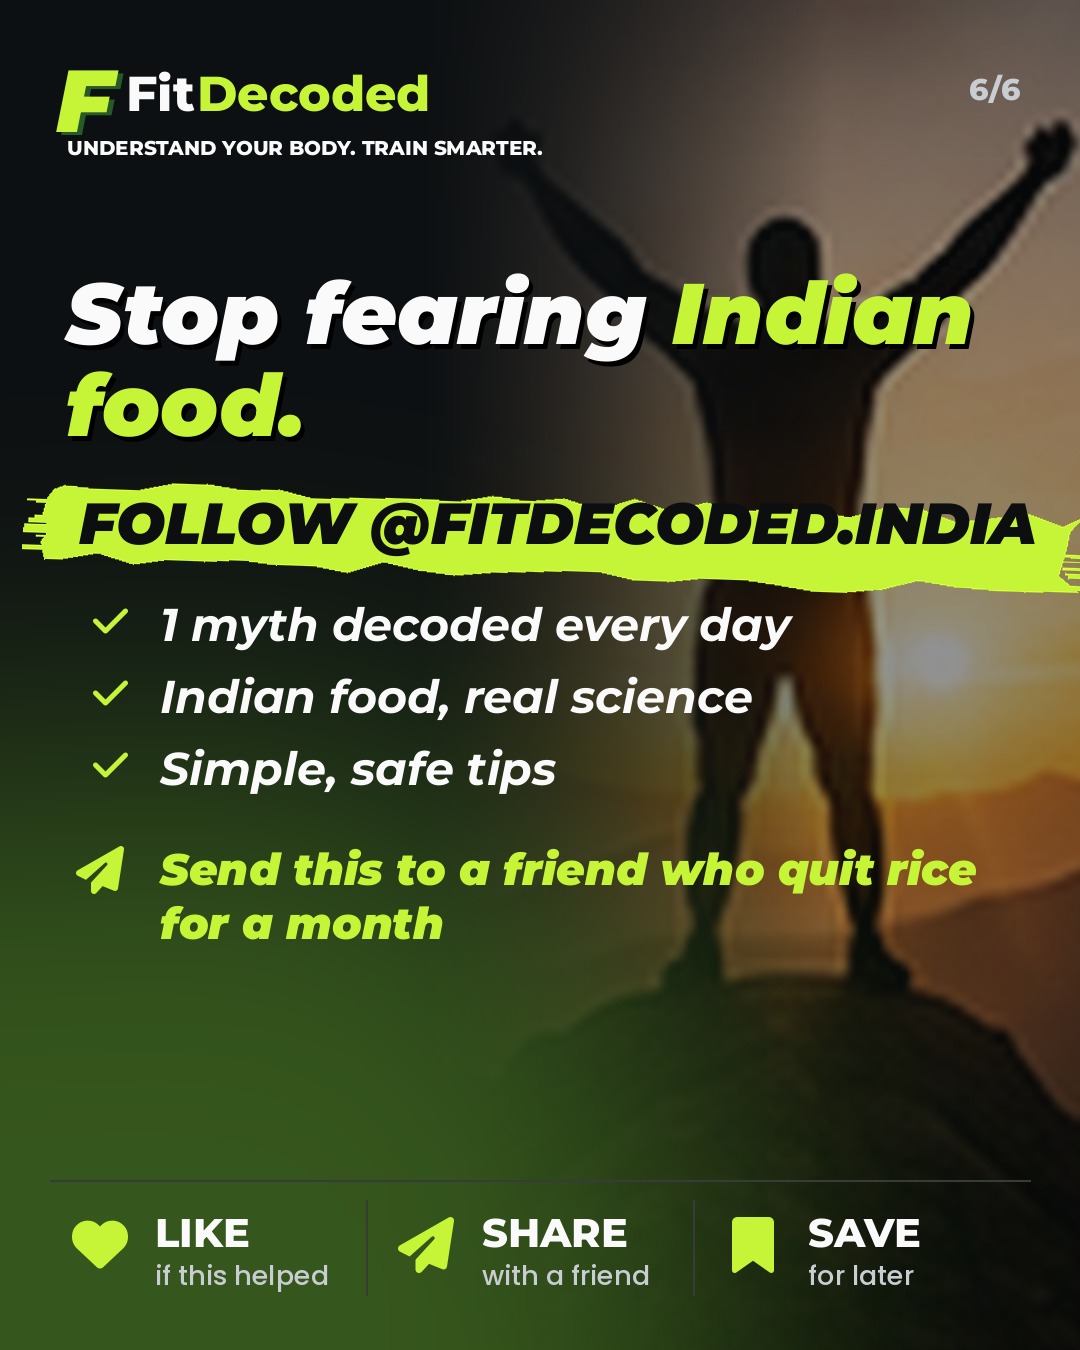 FitDecoded
6/6
UNDERSTAND YOUR BODY. TRAIN SMARTER.
Stop fearing Indian
food.
FOLLOW @FITDECODED.INDIA
1 myth decoded every day
Indian food, real science
Simple, safe tips
Send this to a friend who quit rice
for a month
LIKE
if this helped
SHARE
with a friend
SAVE
for later